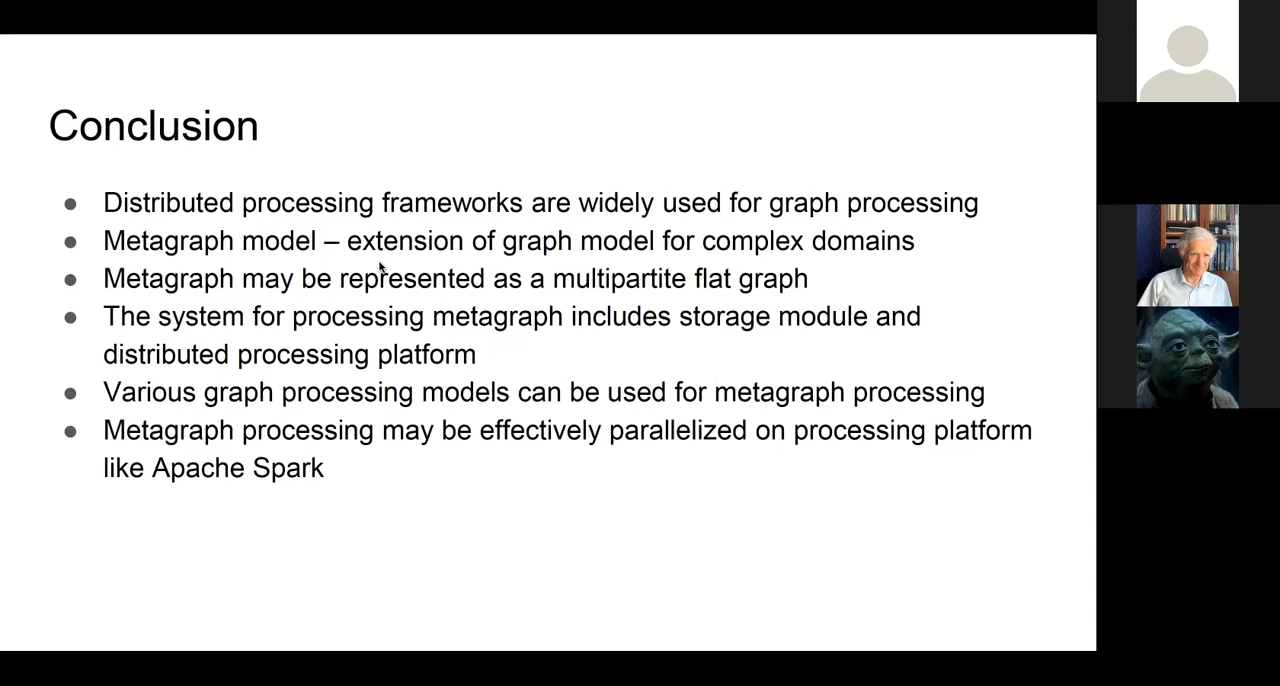 Conclusion
● Distributed processing frameworks are widely used for graph processing
● Metagraph model – extension of graph model for complex domains
● Metagraph may be represented as a multipartite flat graph
● The system for processing metagraph includes storage module and
distributed processing platform
● Various graph processing models can be used for metagraph processing
● Metagraph processing may be effectively parallelized on processing platform
like Apache Spark